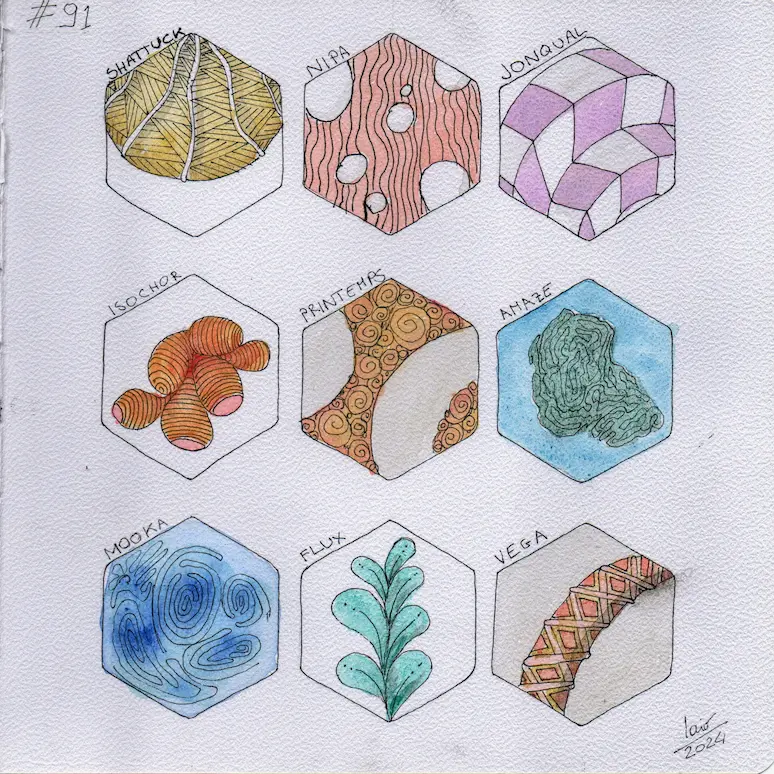 #91
SHATTUCK
NIPA
JONQUAL
ISOCHOR
PRINTEMPS
AMAZE
MOOKA
FLUX
VEGA
2024